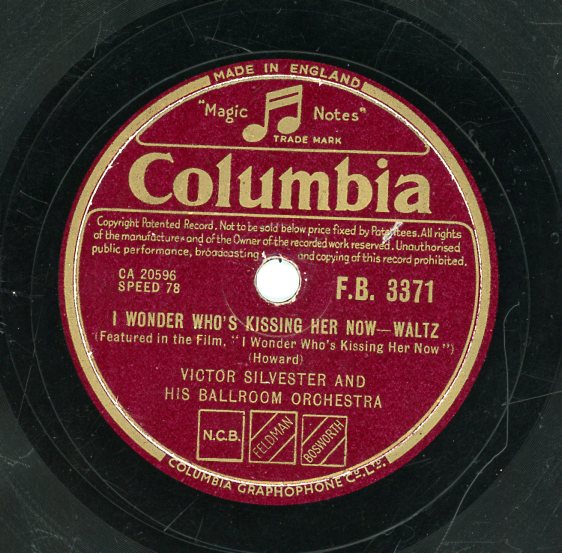 MADE IN ENGLAND
"Magic Notes"
TRADE MARK
Columbia
Copyright Patented Record. Not to be sold below price fixed by Patentees. All rights
of the manufacturer and of the Owner of the recorded work reserved. Unauthorised
public performance, broadcasting and copying of this record prohibited.
CA 20596
SPEED 78
F.B. 3371
I WONDER WHO'S KISSING HER NOW—WALTZ
(Featured in the Film, "I Wonder Who's Kissing Her Now")
(Howard)
VICTOR SILVESTER AND
HIS BALLROOM ORCHESTRA
N.C.B.
FELDMAN
BOSWORTH
COLUMBIA GRAPHOPHONE Co. LD.